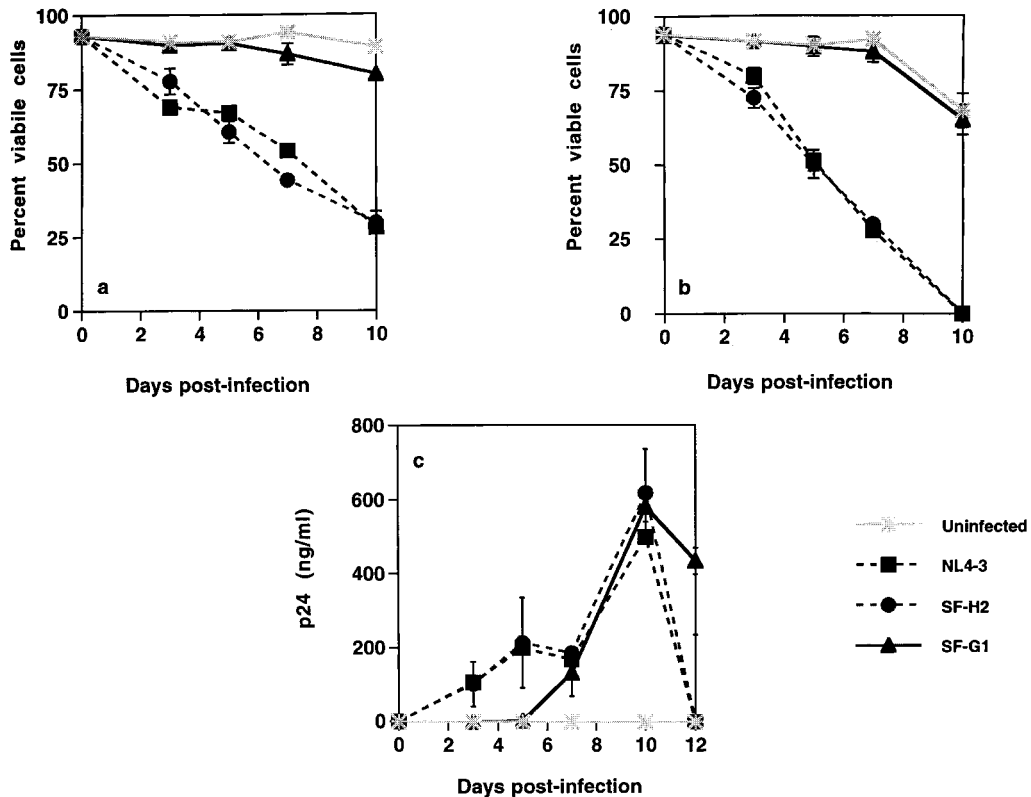 100
75
50
25
0
Percent viabile cells
a
0 2 4 6 8 10
Days post-infection
100
75
50
25
0
Percent viable cells
b
0 2 4 6 8 10
Days post-infection
800
600
400
200
0
p24 (ng/ml)
c
0 2 4 6 8 10 12
Days post-infection
Uninfected
NL4-3
SF-H2
SF-G1